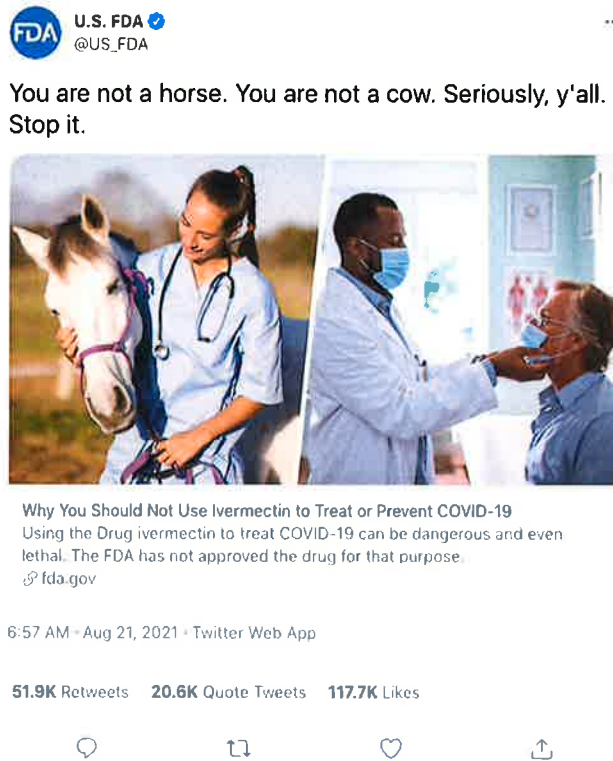 FDA
U.S. FDA
@US_FDA
You are not a horse. You are not a cow. Seriously, y'all.
Stop it.
Why You Should Not Use Ivermectin to Treat or Prevent COVID-19
Using the Drug ivermectin to treat COVID-19 can be dangerous and even
lethal. The FDA has not approved the drug for that purpose.
fda.gov
6:57 AM · Aug 21, 2021 · Twitter Web App
51.9K Retweets 20.6K Quote Tweets 117.7K Likes